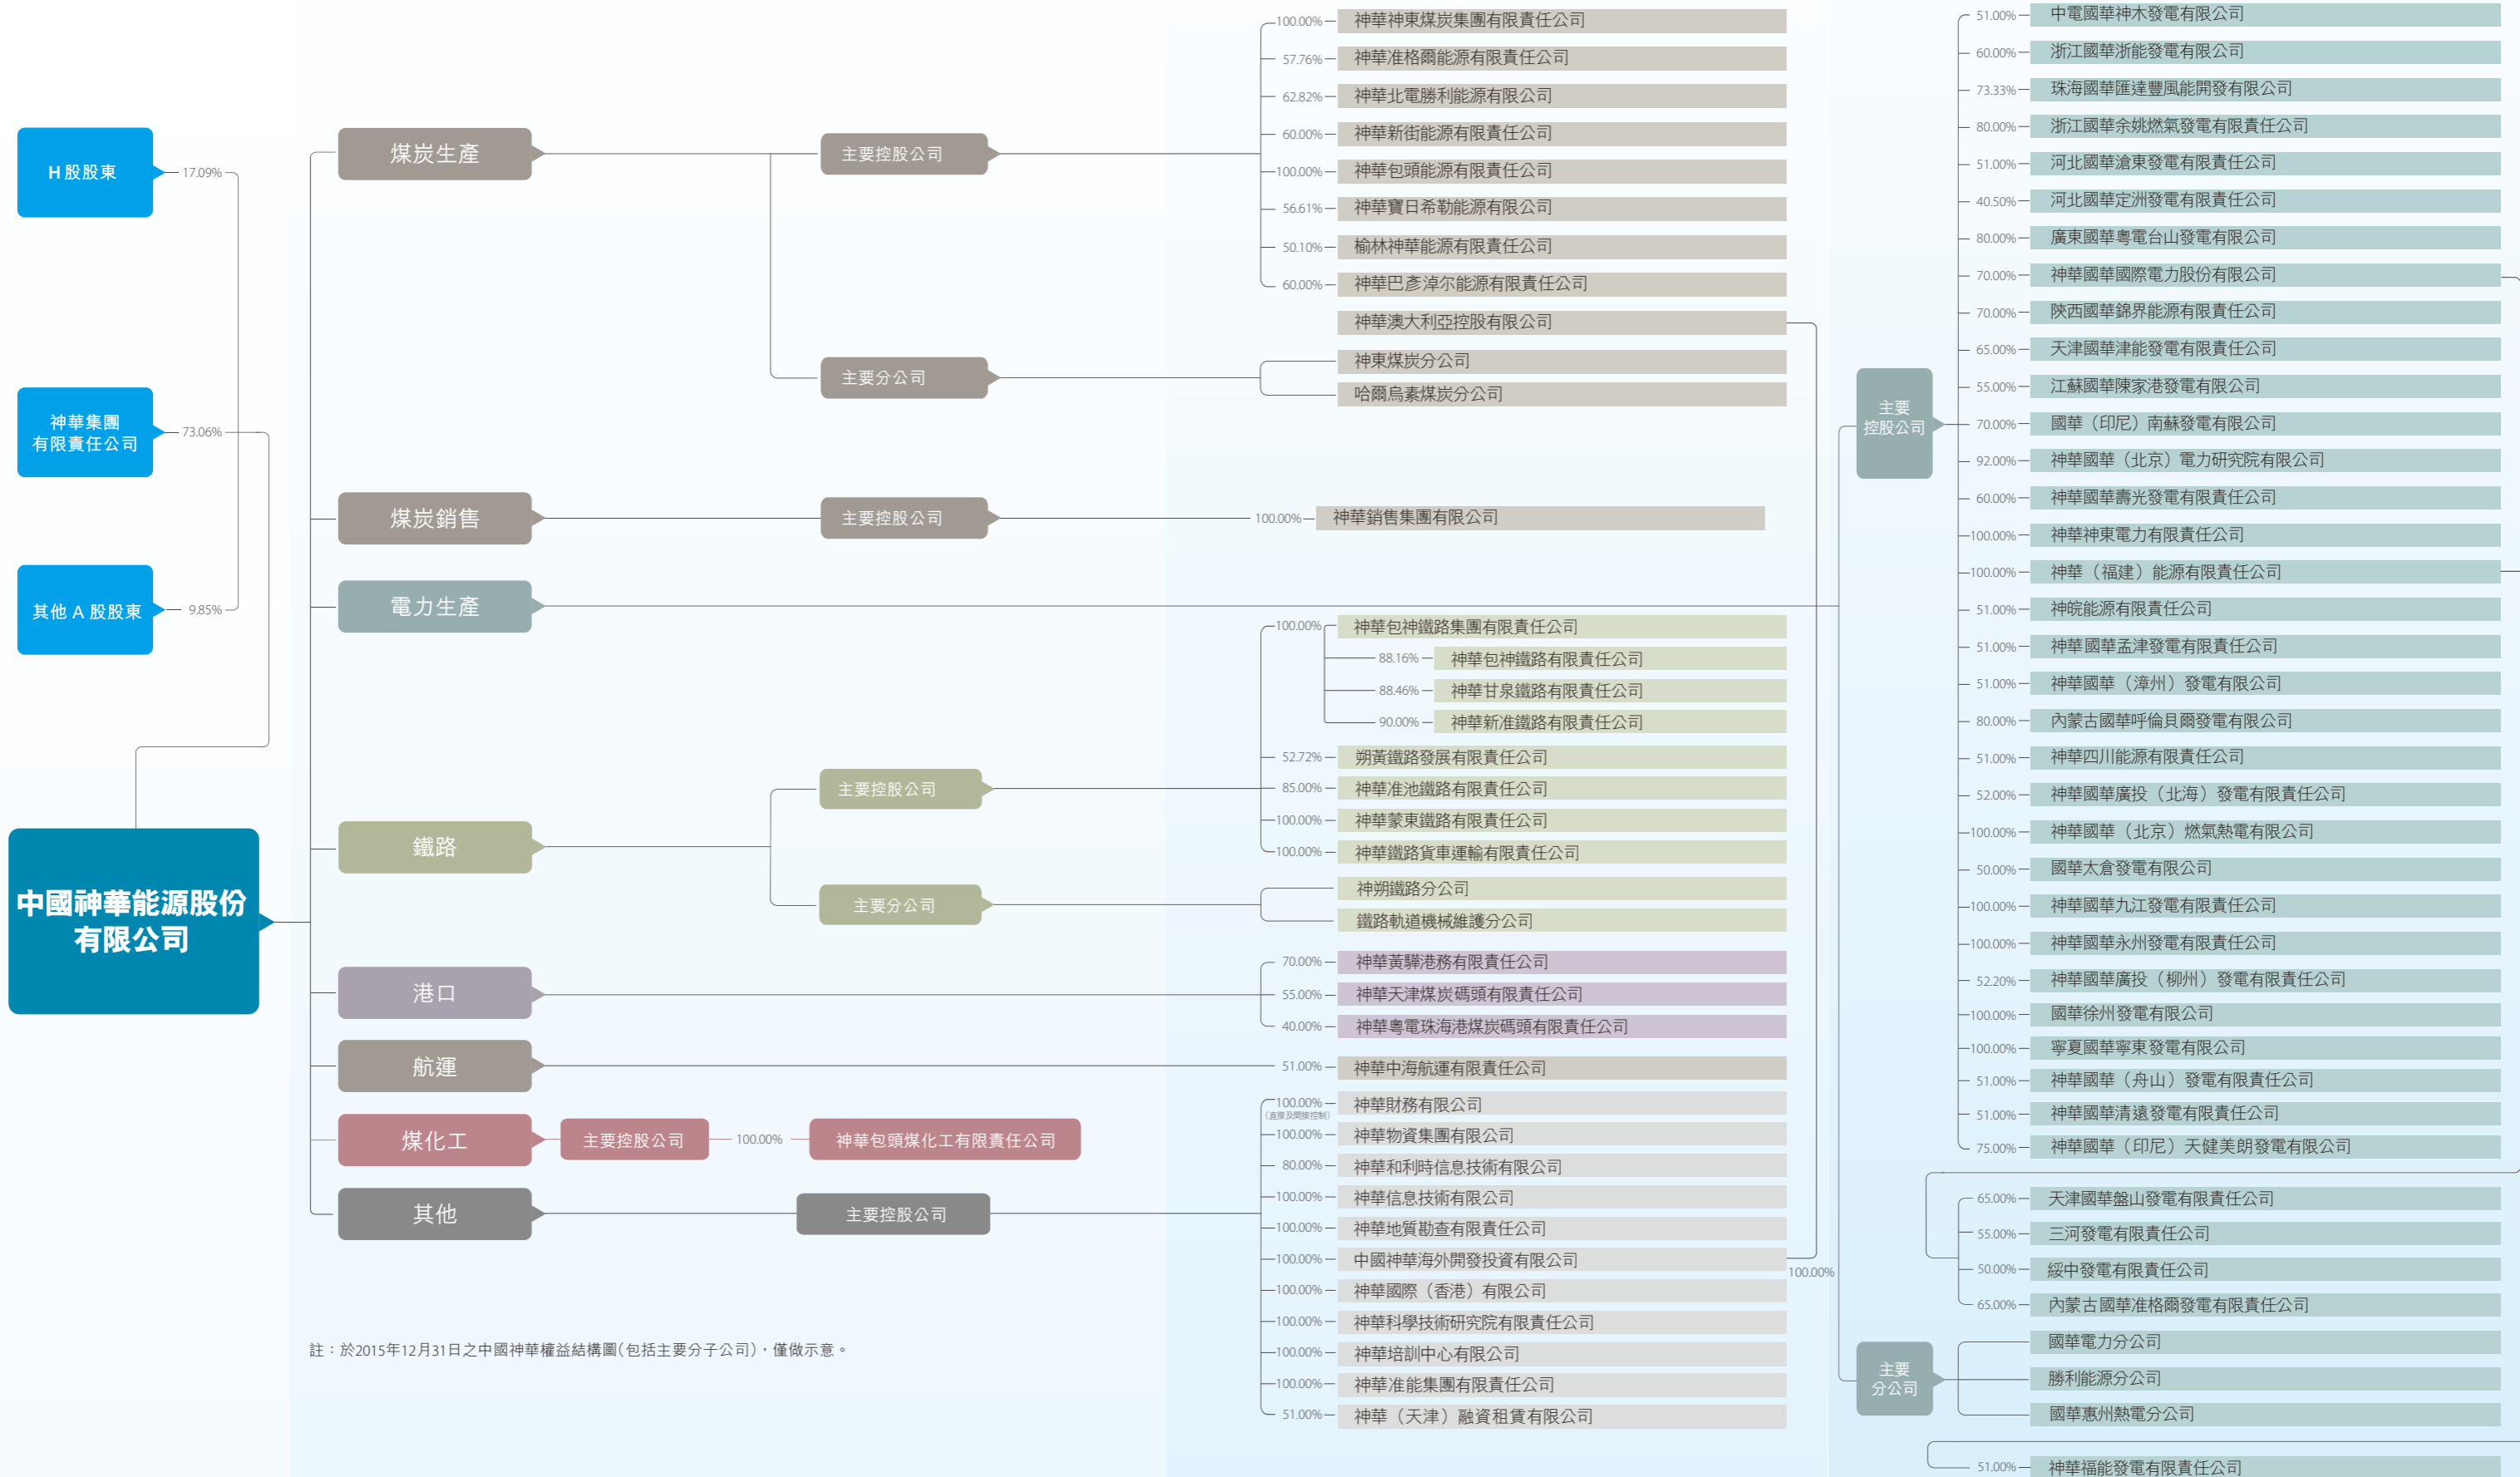 H 股股東
17.09%
神華集團
有限責任公司
73.06%
其他 A 股股東
9.85%
中國神華能源股份
有限公司
煤炭生產
主要控股公司
100.00%
神華神東煤炭集團有限責任公司
57.76%
神華准格爾能源有限責任公司
62.82%
神華北電勝利能源有限公司
60.00%
神華新街能源有限責任公司
100.00%
神華包頭能源有限責任公司
56.61%
神華寶日希勒能源有限公司
50.10%
榆林神華能源有限責任公司
60.00%
神華巴彥淖尔能源有限責任公司
神華澳大利亞控股有限公司
主要分公司
神東煤炭分公司
哈爾烏素煤炭分公司
煤炭銷售
主要控股公司
100.00%
神華銷售集團有限公司
電力生產
鐵路
主要控股公司
100.00%
神華包神鐵路集團有限責任公司
88.16%
神華包神鐵路有限責任公司
88.46%
神華甘泉鐵路有限責任公司
90.00%
神華新准鐵路有限責任公司
52.72%
朔黃鐵路發展有限責任公司
85.00%
神華准池鐵路有限責任公司
100.00%
神華蒙東鐵路有限責任公司
100.00%
神華鐵路貨車運輸有限責任公司
主要分公司
神朔鐵路分公司
鐵路軌道機械維護分公司
港口
70.00%
神華黃驊港務有限責任公司
55.00%
神華天津煤炭碼頭有限責任公司
40.00%
神華粵電珠海港煤炭碼頭有限責任公司
航運
51.00%
神華中海航運有限責任公司
煤化工
主要控股公司
100.00%
神華包頭煤化工有限責任公司
其他
主要控股公司
100.00%
(直接及間接控制)
神華財務有限公司
100.00%
神華物資集團有限公司
80.00%
神華和利時信息技術有限公司
100.00%
神華信息技術有限公司
100.00%
神華地質勘查有限責任公司
100.00%
中國神華海外開發投資有限公司
100.00%
100.00%
神華國際（香港）有限公司
100.00%
神華科學技術研究院有限責任公司
100.00%
神華培訓中心有限公司
100.00%
神華准能集團有限責任公司
51.00%
神華（天津）融資租賃有限公司
主要
控股公司
51.00%
中電國華神木發電有限公司
60.00%
浙江國華浙能發電有限公司
73.33%
珠海國華匯達豐風能開發有限公司
80.00%
浙江國華余姚燃氣發電有限責任公司
51.00%
河北國華滄東發電有限責任公司
40.50%
河北國華定洲發電有限責任公司
80.00%
廣東國華粵電台山發電有限公司
70.00%
神華國華國際電力股份有限公司
70.00%
陝西國華錦界能源有限責任公司
65.00%
天津國華津能發電有限責任公司
55.00%
江蘇國華陳家港發電有限公司
70.00%
國華（印尼）南蘇發電有限公司
92.00%
神華國華（北京）電力研究院有限公司
60.00%
神華國華壽光發電有限責任公司
100.00%
神華神東電力有限責任公司
100.00%
神華（福建）能源有限責任公司
51.00%
神皖能源有限責任公司
51.00%
神華國華孟津發電有限責任公司
51.00%
神華國華（漳州）發電有限公司
80.00%
內蒙古國華呼倫貝爾發電有限公司
51.00%
神華四川能源有限責任公司
52.00%
神華國華廣投（北海）發電有限責任公司
100.00%
神華國華（北京）燃氣熱電有限公司
50.00%
國華太倉發電有限公司
100.00%
神華國華九江發電有限責任公司
100.00%
神華國華永州發電有限責任公司
52.20%
神華國華廣投（柳州）發電有限責任公司
100.00%
國華徐州發電有限公司
100.00%
寧夏國華寧東發電有限公司
51.00%
神華國華（舟山）發電有限責任公司
51.00%
神華國華清遠發電有限責任公司
75.00%
神華國華（印尼）天健美朗發電有限公司
65.00%
天津國華盤山發電有限責任公司
55.00%
三河發電有限責任公司
50.00%
綏中發電有限責任公司
65.00%
內蒙古國華准格爾發電有限責任公司
主要
分公司
國華電力分公司
勝利能源分公司
國華惠州熱電分公司
51.00%
神華福能發電有限責任公司
註：於2015年12月31日之中國神華權益結構圖(包括主要分子公司)，僅做示意。